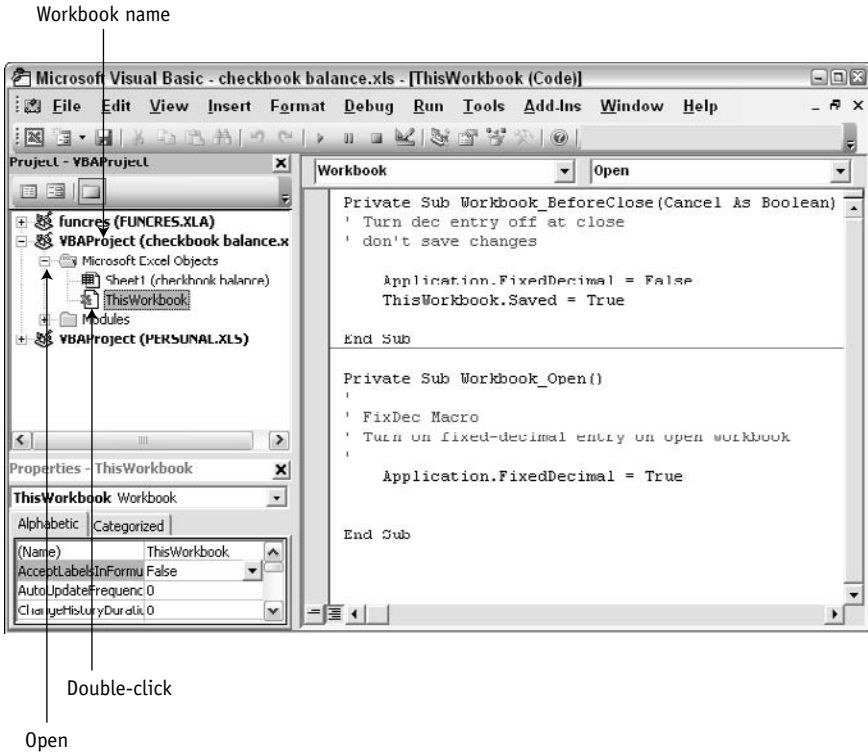 Workbook name
Microsoft Visual Basic - checkbook balance.xls - [ThisWorkbook (Code)]
File Edit View Insert Format Debug Run Tools Add-Ins Window Help
Project - VBAProject
Workbook
Open
funcres (FUNCRES.XLA)
VBAProject (checkbook balance.x
Microsoft Excel Objects
Sheet1 (checkbook balance)
ThisWorkbook
Modules
VBAProject (PERSONAL.XLS)
Properties - ThisWorkbook
ThisWorkbook Workbook
Alphabetic Categorized
(Name) ThisWorkbook
AcceptLabelsInFormu False
AutoUpdateFrequenc 0
ChangeHistoryDuratic 0
Private Sub Workbook_BeforeClose(Cancel As Boolean)
' Turn dec entry off at close
' don't save changes
Application.FixedDecimal = False
ThisWorkbook.Saved = True
End Sub
Private Sub Workbook_Open()
'
' FixDec Macro
' Turn on fixed-decimal entry on open workbook
'
Application.FixedDecimal = True
End Sub
Double-click
Open